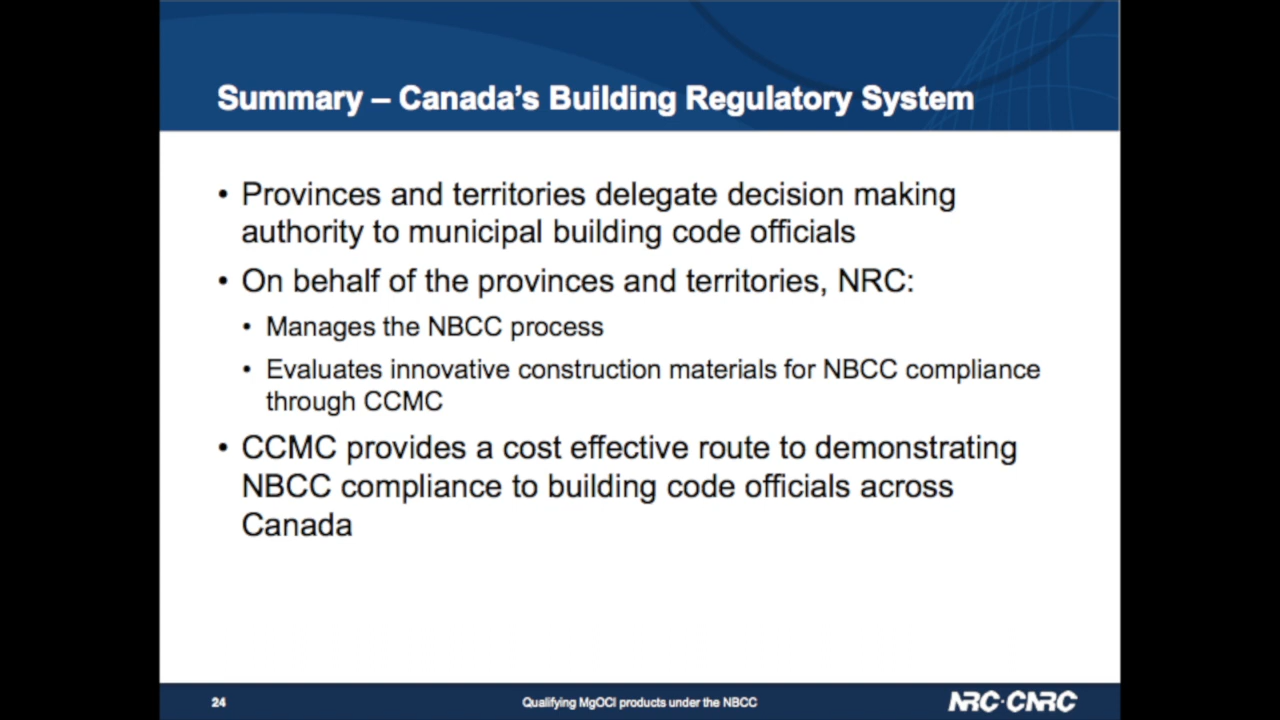 Summary – Canada's Building Regulatory System
• Provinces and territories delegate decision making
authority to municipal building code officials
• On behalf of the provinces and territories, NRC:
• Manages the NBCC process
• Evaluates innovative construction materials for NBCC compliance
through CCMC
• CCMC provides a cost effective route to demonstrating
NBCC compliance to building code officials across
Canada
24
Qualifying MgOCl products under the NBCC
NRC·CNRC